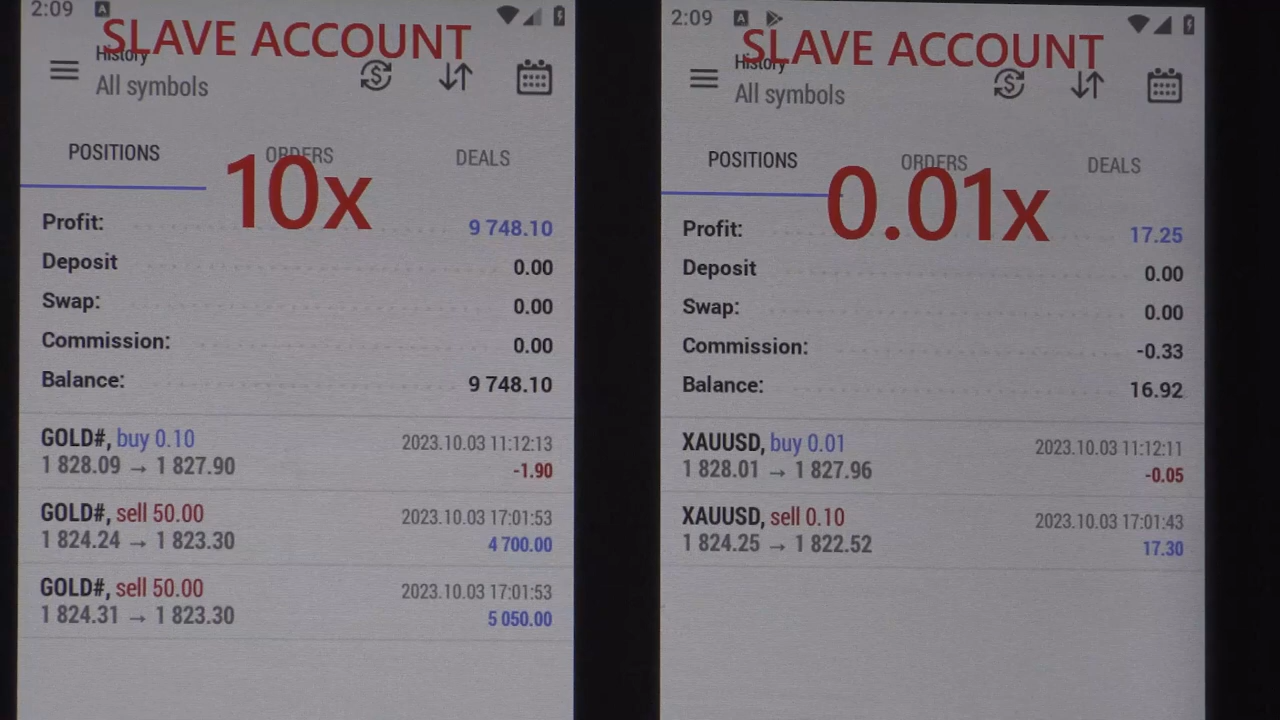 2:09
SLAVE ACCOUNT
History
All symbols
POSITIONS ORDERS DEALS
10x
Profit: 9 748.10
Deposit 0.00
Swap: 0.00
Commission: 0.00
Balance: 9 748.10
GOLD#, buy 0.10 2023.10.03 11:12:13
1 828.09 → 1 827.90 -1.90
GOLD#, sell 50.00 2023.10.03 17:01:53
1 824.24 → 1 823.30 4 700.00
GOLD#, sell 50.00 2023.10.03 17:01:53
1 824.31 → 1 823.30 5 050.00
2:09
SLAVE ACCOUNT
History
All symbols
POSITIONS ORDERS DEALS
0.01x
Profit: 17.25
Deposit 0.00
Swap: 0.00
Commission: -0.33
Balance: 16.92
XAUUSD, buy 0.01 2023.10.03 11:12:11
1 828.01 → 1 827.96 -0.05
XAUUSD, sell 0.10 2023.10.03 17:01:43
1 824.25 → 1 822.52 17.30